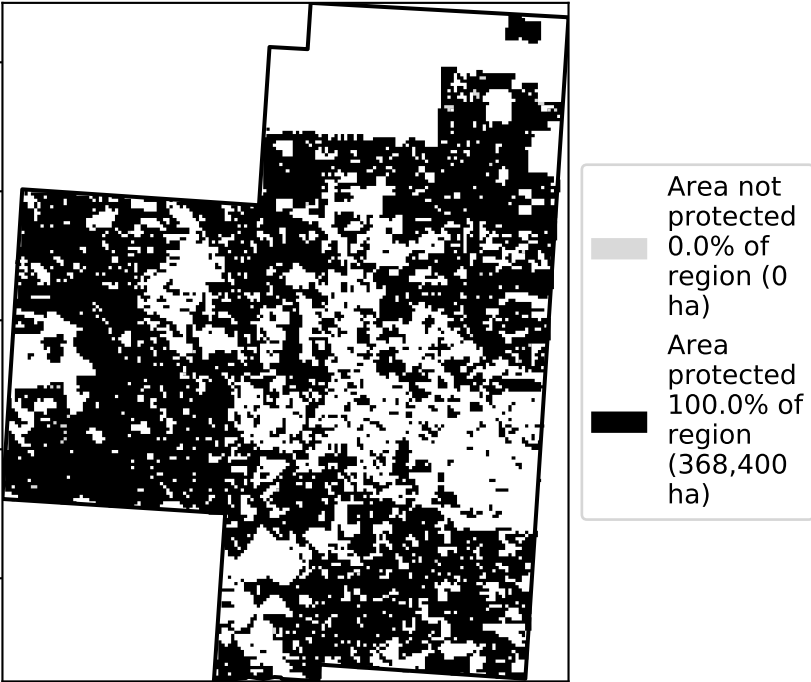 Area not
protected
0.0% of
region (0
ha)
Area
protected
100.0% of
region
(368,400
ha)